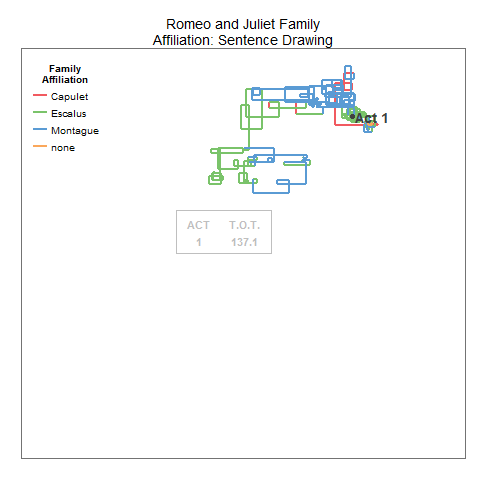 Romeo and Juliet Family
Affiliation: Sentence Drawing
Family
Affiliation
Capulet
Escalus
Montague
none
Act 1
ACT T.O.T.
1 137.1